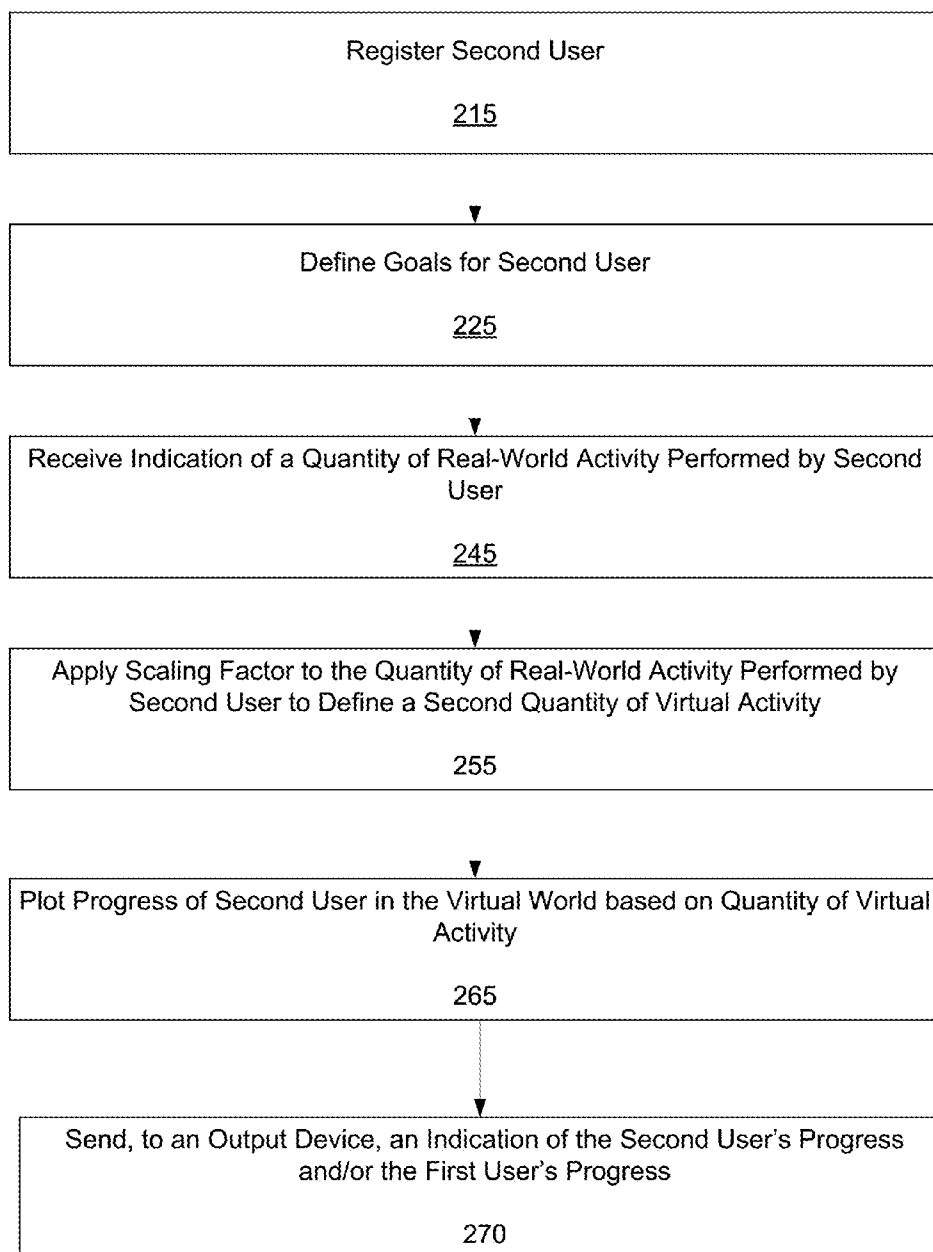 Register Second User
215
Define Goals for Second User
225
Receive Indication of a Quantity of Real-World Activity Performed by Second
User
245
Apply Scaling Factor to the Quantity of Real-World Activity Performed by
Second User to Define a Second Quantity of Virtual Activity
255
Plot Progress of Second User in the Virtual World based on Quantity of Virtual
Activity
265
Send, to an Output Device, an Indication of the Second User's Progress
and/or the First User's Progress
270